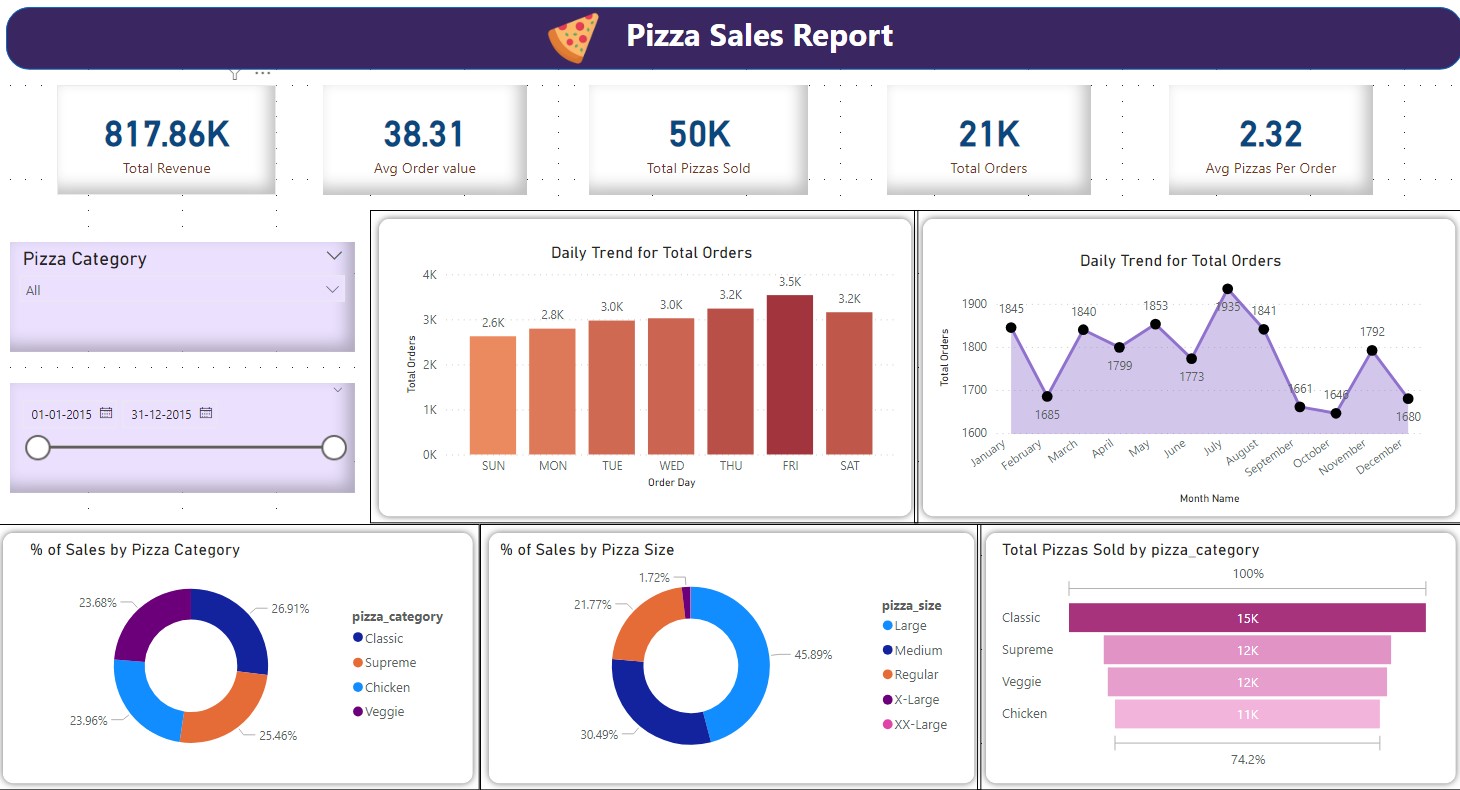 Pizza Sales Report
817.86K
Total Revenue
38.31
Avg Order value
50K
Total Pizzas Sold
21K
Total Orders
2.32
Avg Pizzas Per Order
Pizza Category
All
01-01-2015 31-12-2015
Daily Trend for Total Orders
Total Orders
4K
3K
2K
1K
0K
2.6K
2.8K
3.0K
3.0K
3.2K
3.5K
3.2K
SUN MON TUE WED THU FRI SAT
Order Day
Daily Trend for Total Orders
Total Orders
1900
1800
1700
1600
1845
1685
1840
1799
1853
1773
1935
1841
1661
1646
1792
1680
January February March April May June July August September October November December
Month Name
% of Sales by Pizza Category
26.91%
25.46%
23.96%
23.68%
pizza_category
Classic
Supreme
Chicken
Veggie
% of Sales by Pizza Size
1.72%
21.77%
45.89%
30.49%
pizza_size
Large
Medium
Regular
X-Large
XX-Large
Total Pizzas Sold by pizza_category
100%
Classic 15K
Supreme 12K
Veggie 12K
Chicken 11K
74.2%